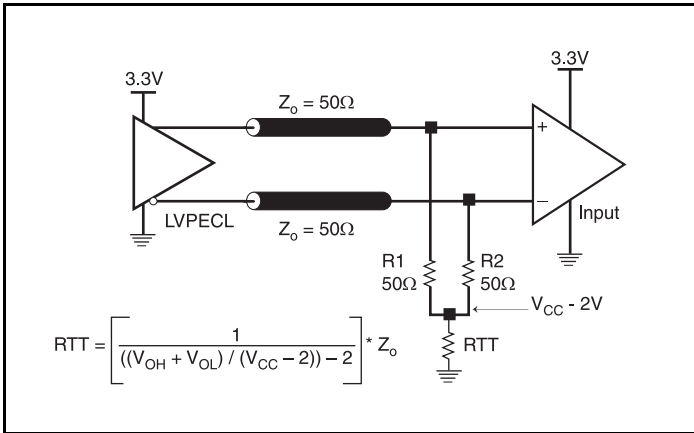 3.3V
3.3V
Zo = 50Ω
+
−
LVPECL
Zo = 50Ω
Input
R1
50Ω
R2
50Ω
VCC - 2V
RTT = [ 1 / ((VOH + VOL) / (VCC – 2)) – 2 ] * Zo
RTT